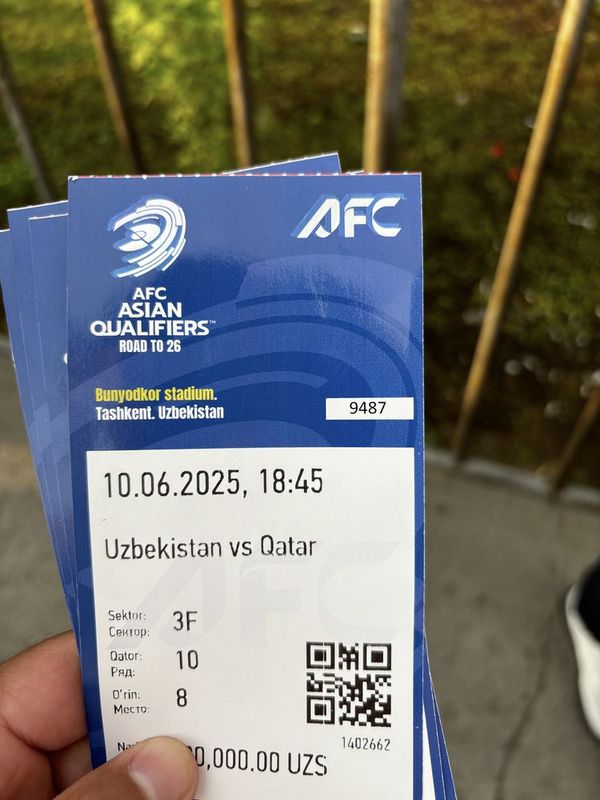 AFC
AFC
ASIAN
QUALIFIERS™
ROAD TO 26
Bunyodkor stadium.
Tashkent. Uzbekistan
9487
10.06.2025, 18:45
Uzbekistan vs Qatar
Sektor:
Сектор:
3F
Qator:
Ряд:
10
O'rin:
Место:
8
1402662
0,000.00 UZS